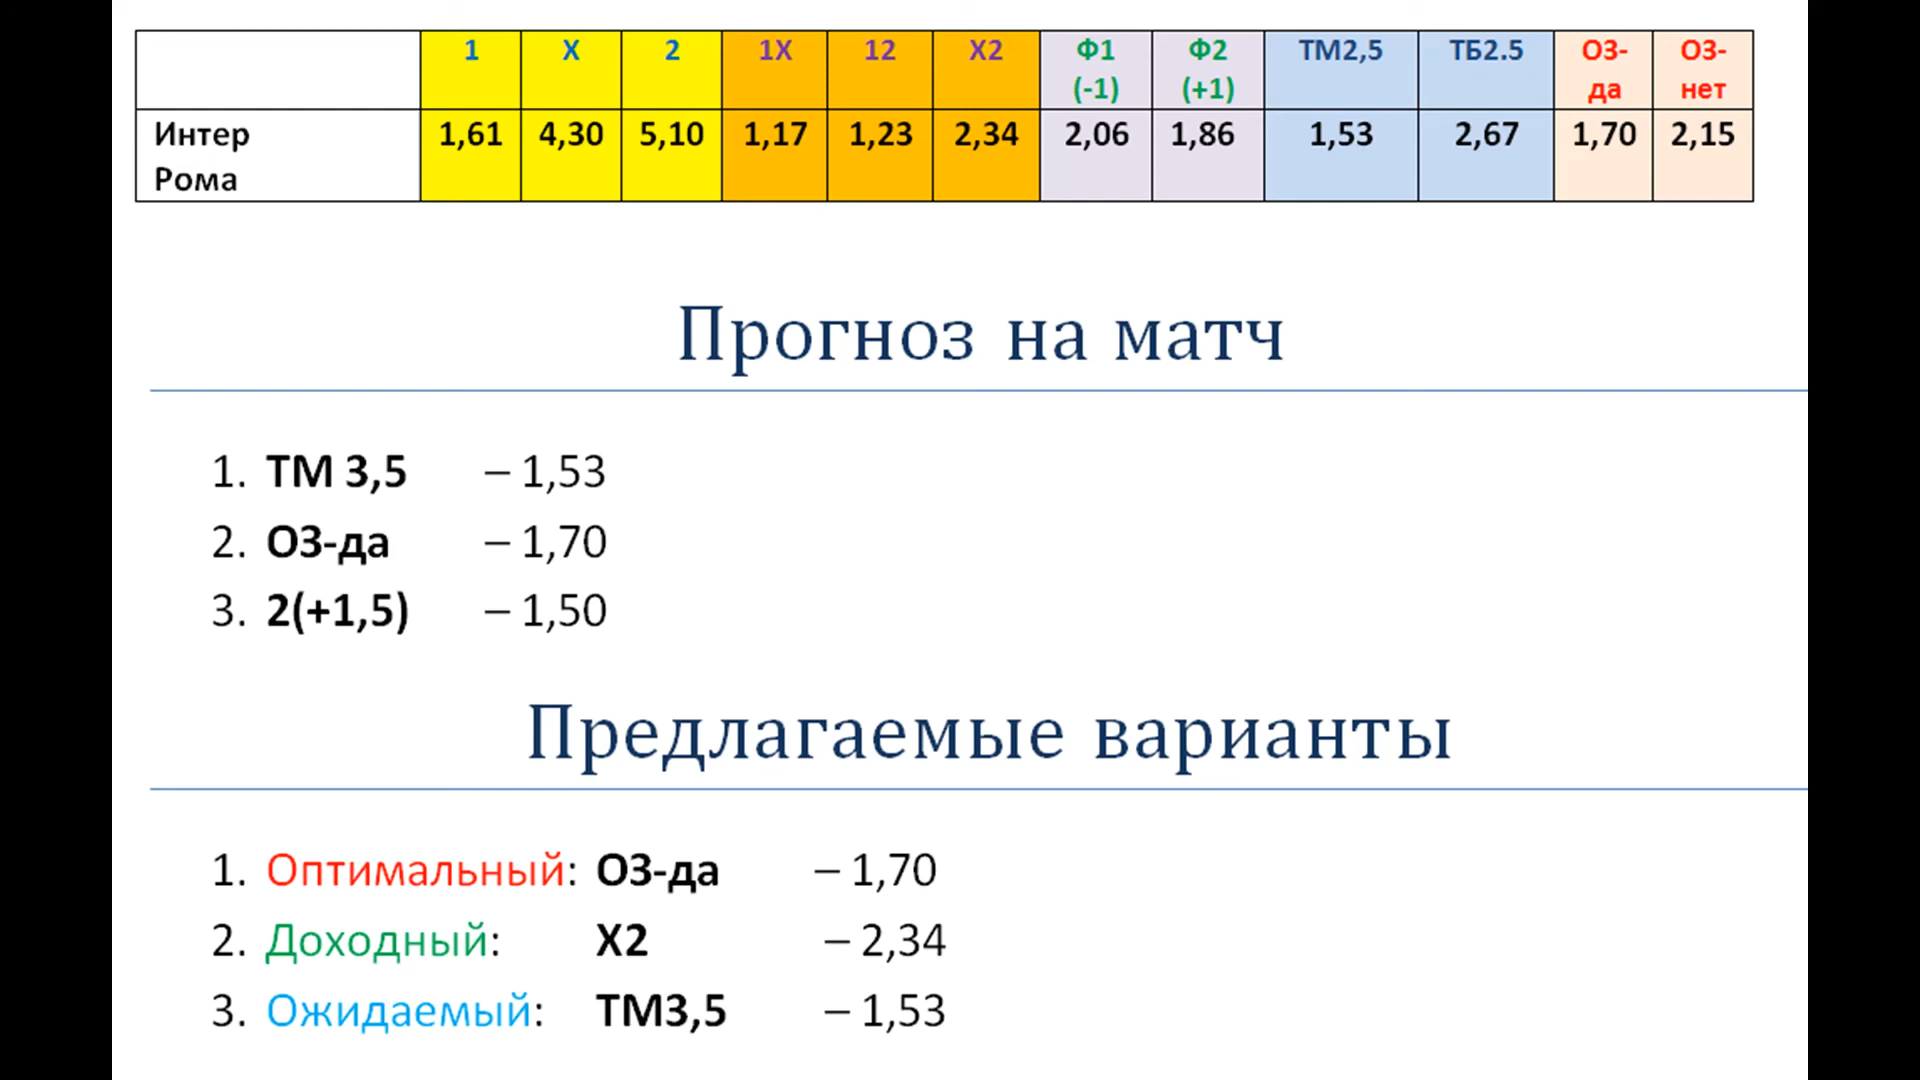 1 X 2 1X 12 X2 Ф1 (-1) Ф2 (+1) ТМ2,5 ТБ2.5 ОЗ-да ОЗ-нет
Интер Рома 1,61 4,30 5,10 1,17 1,23 2,34 2,06 1,86 1,53 2,67 1,70 2,15
Прогноз на матч
1. ТМ 3,5 – 1,53
2. ОЗ-да – 1,70
3. 2(+1,5) – 1,50
Предлагаемые варианты
1. Оптимальный: ОЗ-да – 1,70
2. Доходный: Х2 – 2,34
3. Ожидаемый: ТМ3,5 – 1,53